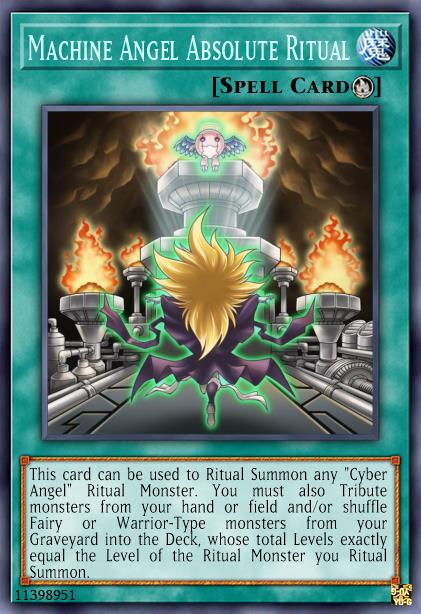 MACHINE ANGEL ABSOLUTE RITUAL
魔
[SPELL CARD]
This card can be used to Ritual Summon any "Cyber
Angel" Ritual Monster. You must also Tribute
monsters from your hand or field and/or shuffle
Fairy or Warrior-Type monsters from your
Graveyard into the Deck, whose total Levels exactly
equal the Level of the Ritual Monster you Ritual
Summon.
11398951